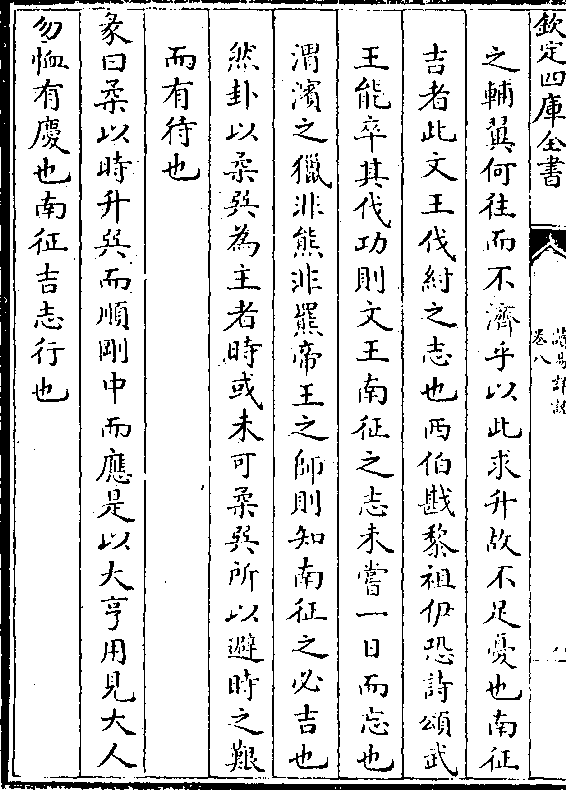 欽定四庫全書
卷八
讀易詳說
之輔翼何往而不濟乎以此求升故不足憂也南征
吉者此文王伐紂之志也西伯戡黎祖伊恐詩頌武
王能卒其伐功則文王南征之志未嘗一日而忘也
渭濱之獵非熊非羆帝王之師則知南征之必吉也
然卦以柔巽為主者時或未可柔巽所以避時之艱
而有待也
彖曰柔以時升巽而順剛中而應是以大亨用見大人
勿恤有慶也南征吉志行也